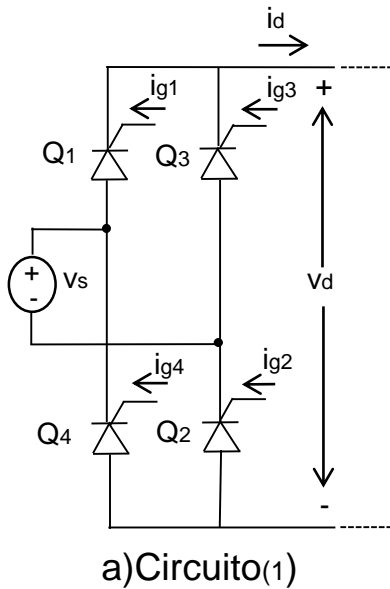 id
+
ig1
ig3
Q1
Q3
+
-
vs
vd
ig4
ig2
Q4
Q2
-
a)Circuito(1)